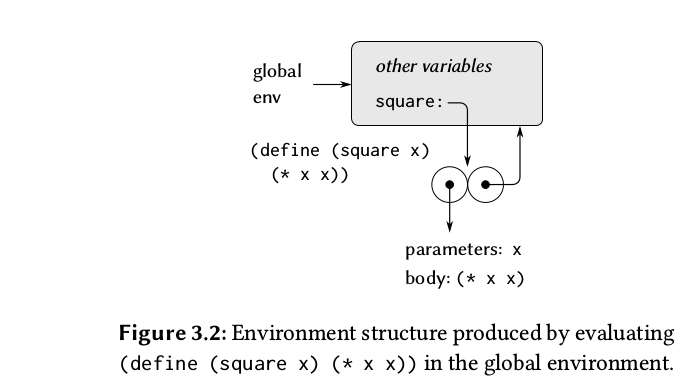 global
env
other variables
square:
(define (square x)
(* x x))
parameters: x
body: (* x x)
Figure 3.2: Environment structure produced by evaluating
(define (square x) (* x x)) in the global environment.